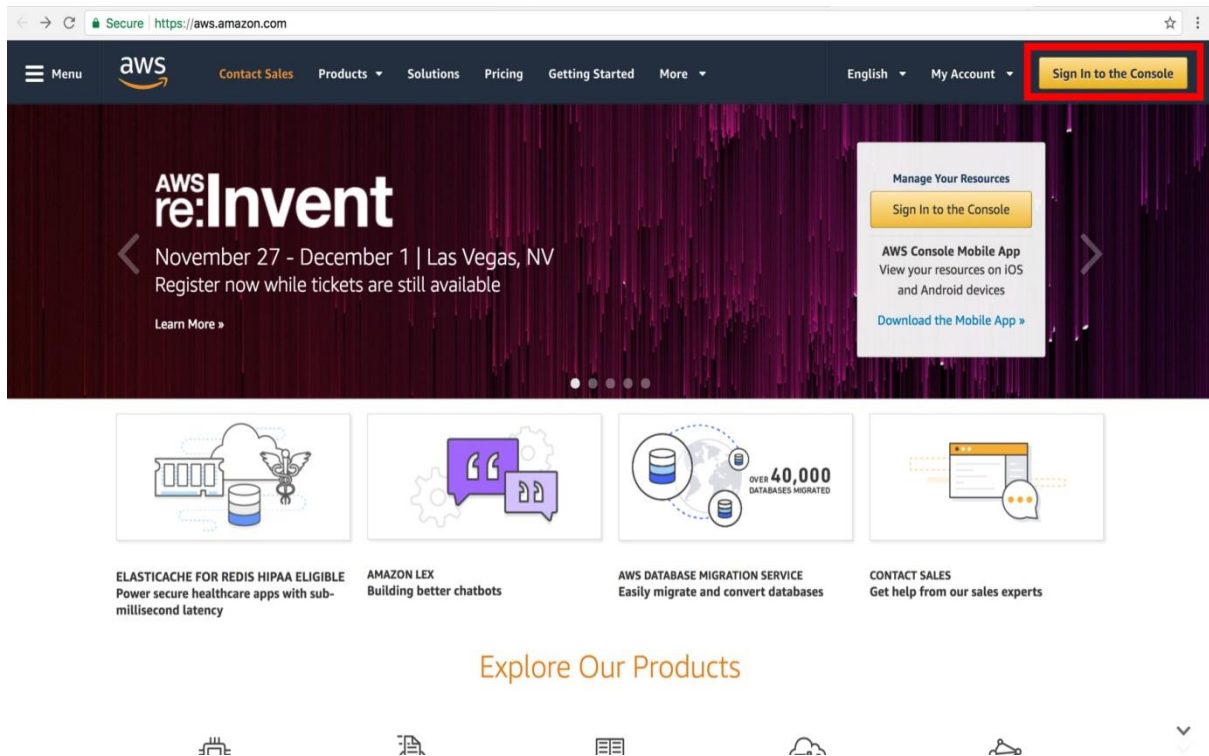 Secure https://aws.amazon.com
Menu aws Contact Sales Products Solutions Pricing Getting Started More English My Account Sign In to the Console
AWS
re:Invent
November 27 - December 1 | Las Vegas, NV
Register now while tickets are still available
Learn More »
Manage Your Resources
Sign In to the Console
AWS Console Mobile App
View your resources on iOS
and Android devices
Download the Mobile App »
OVER 40,000
DATABASES MIGRATED
ELASTICACHE FOR REDIS HIPAA ELIGIBLE
Power secure healthcare apps with sub-
millisecond latency
AMAZON LEX
Building better chatbots
AWS DATABASE MIGRATION SERVICE
Easily migrate and convert databases
CONTACT SALES
Get help from our sales experts
Explore Our Products